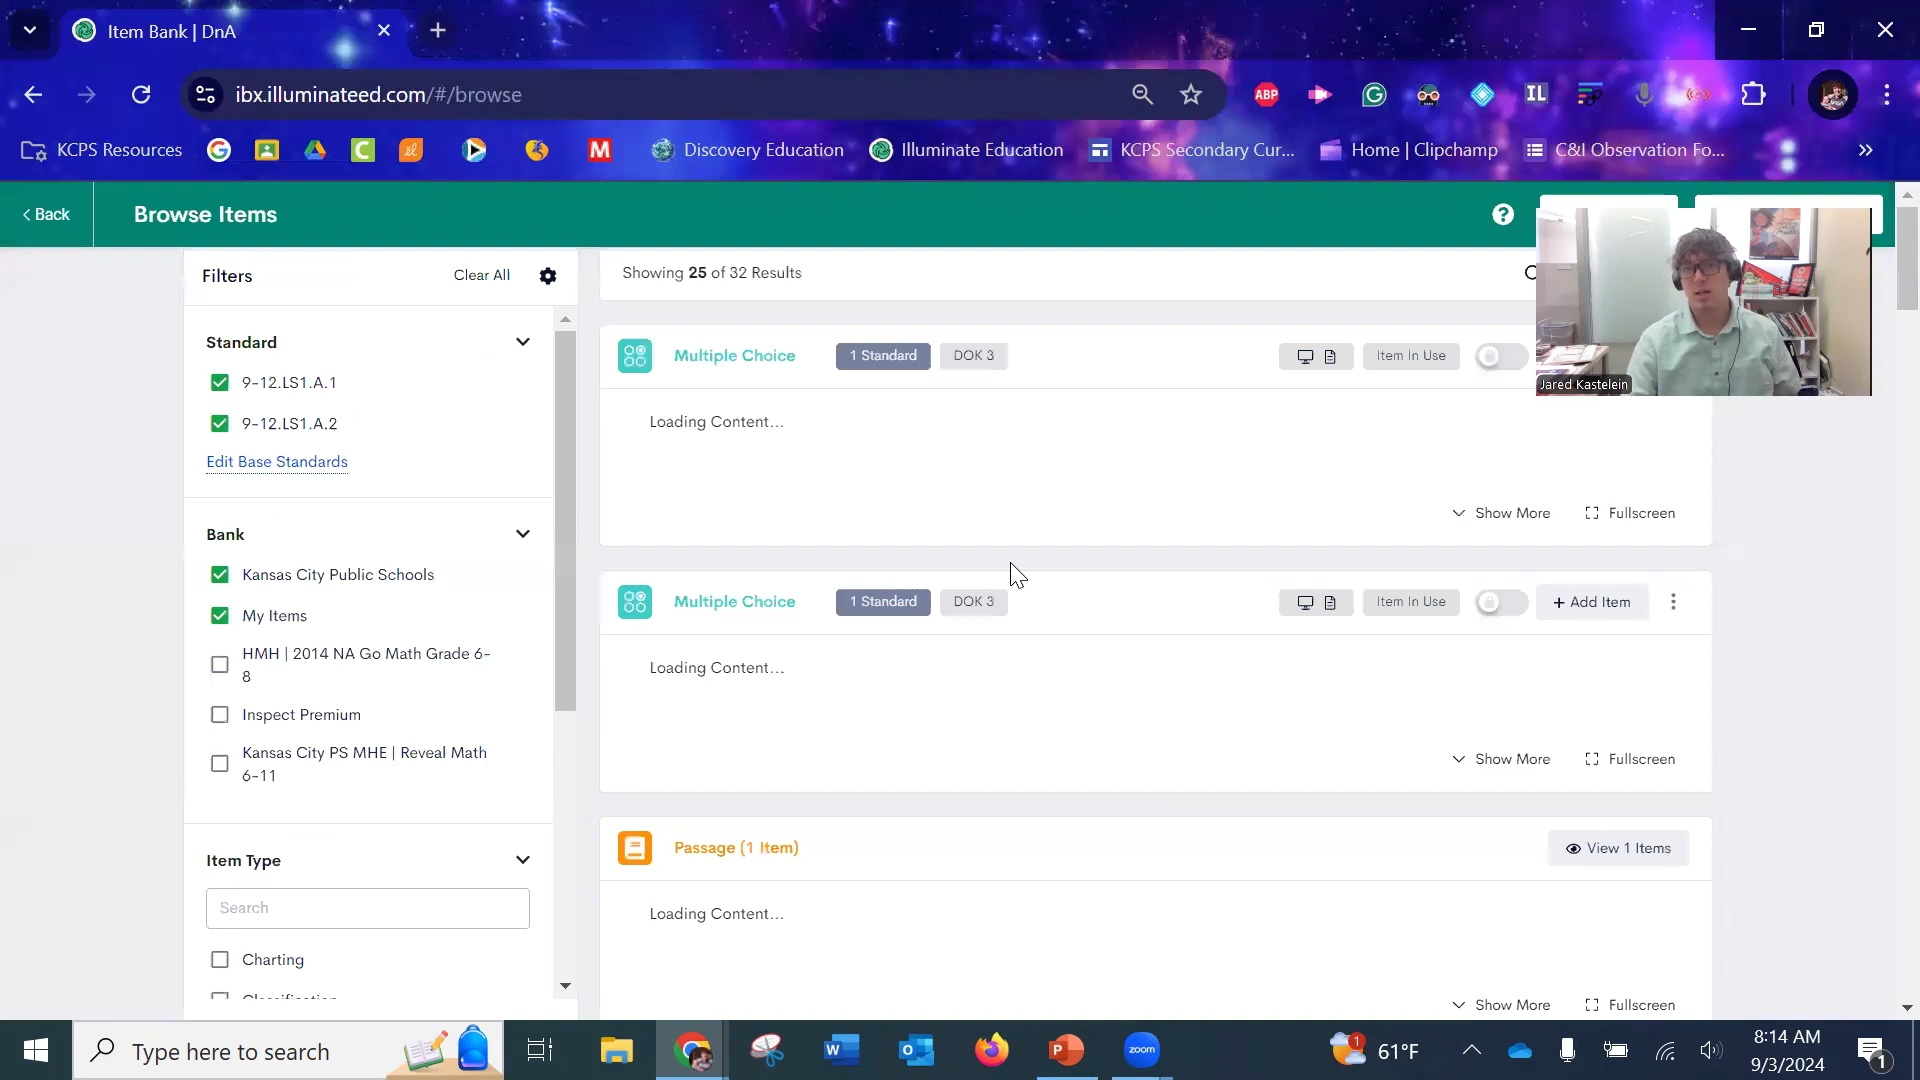 Item Bank | DnA
ibx.illuminateed.com/#/browse
ABP
IL
KCPS Resources
Discovery Education
Illuminate Education
KCPS Secondary Cur...
Home | Clipchamp
C&I Observation Fo...
Back
Browse Items
Filters
Clear All
Showing 25 of 32 Results
Standard
9-12.LS1.A.1
9-12.LS1.A.2
Edit Base Standards
Bank
Kansas City Public Schools
My Items
HMH | 2014 NA Go Math Grade 6-
8
Inspect Premium
Kansas City PS MHE | Reveal Math
6-11
Item Type
Search
Charting
Multiple Choice
1 Standard
DOK 3
Item In Use
Jared Kastelein
Loading Content...
Show More
Fullscreen
Multiple Choice
1 Standard
DOK 3
Item In Use
+ Add Item
Loading Content...
Show More
Fullscreen
Passage (1 Item)
View 1 Items
Loading Content...
Show More
Fullscreen
Type here to search
zoom
1
61°F
8:14 AM
9/3/2024
1